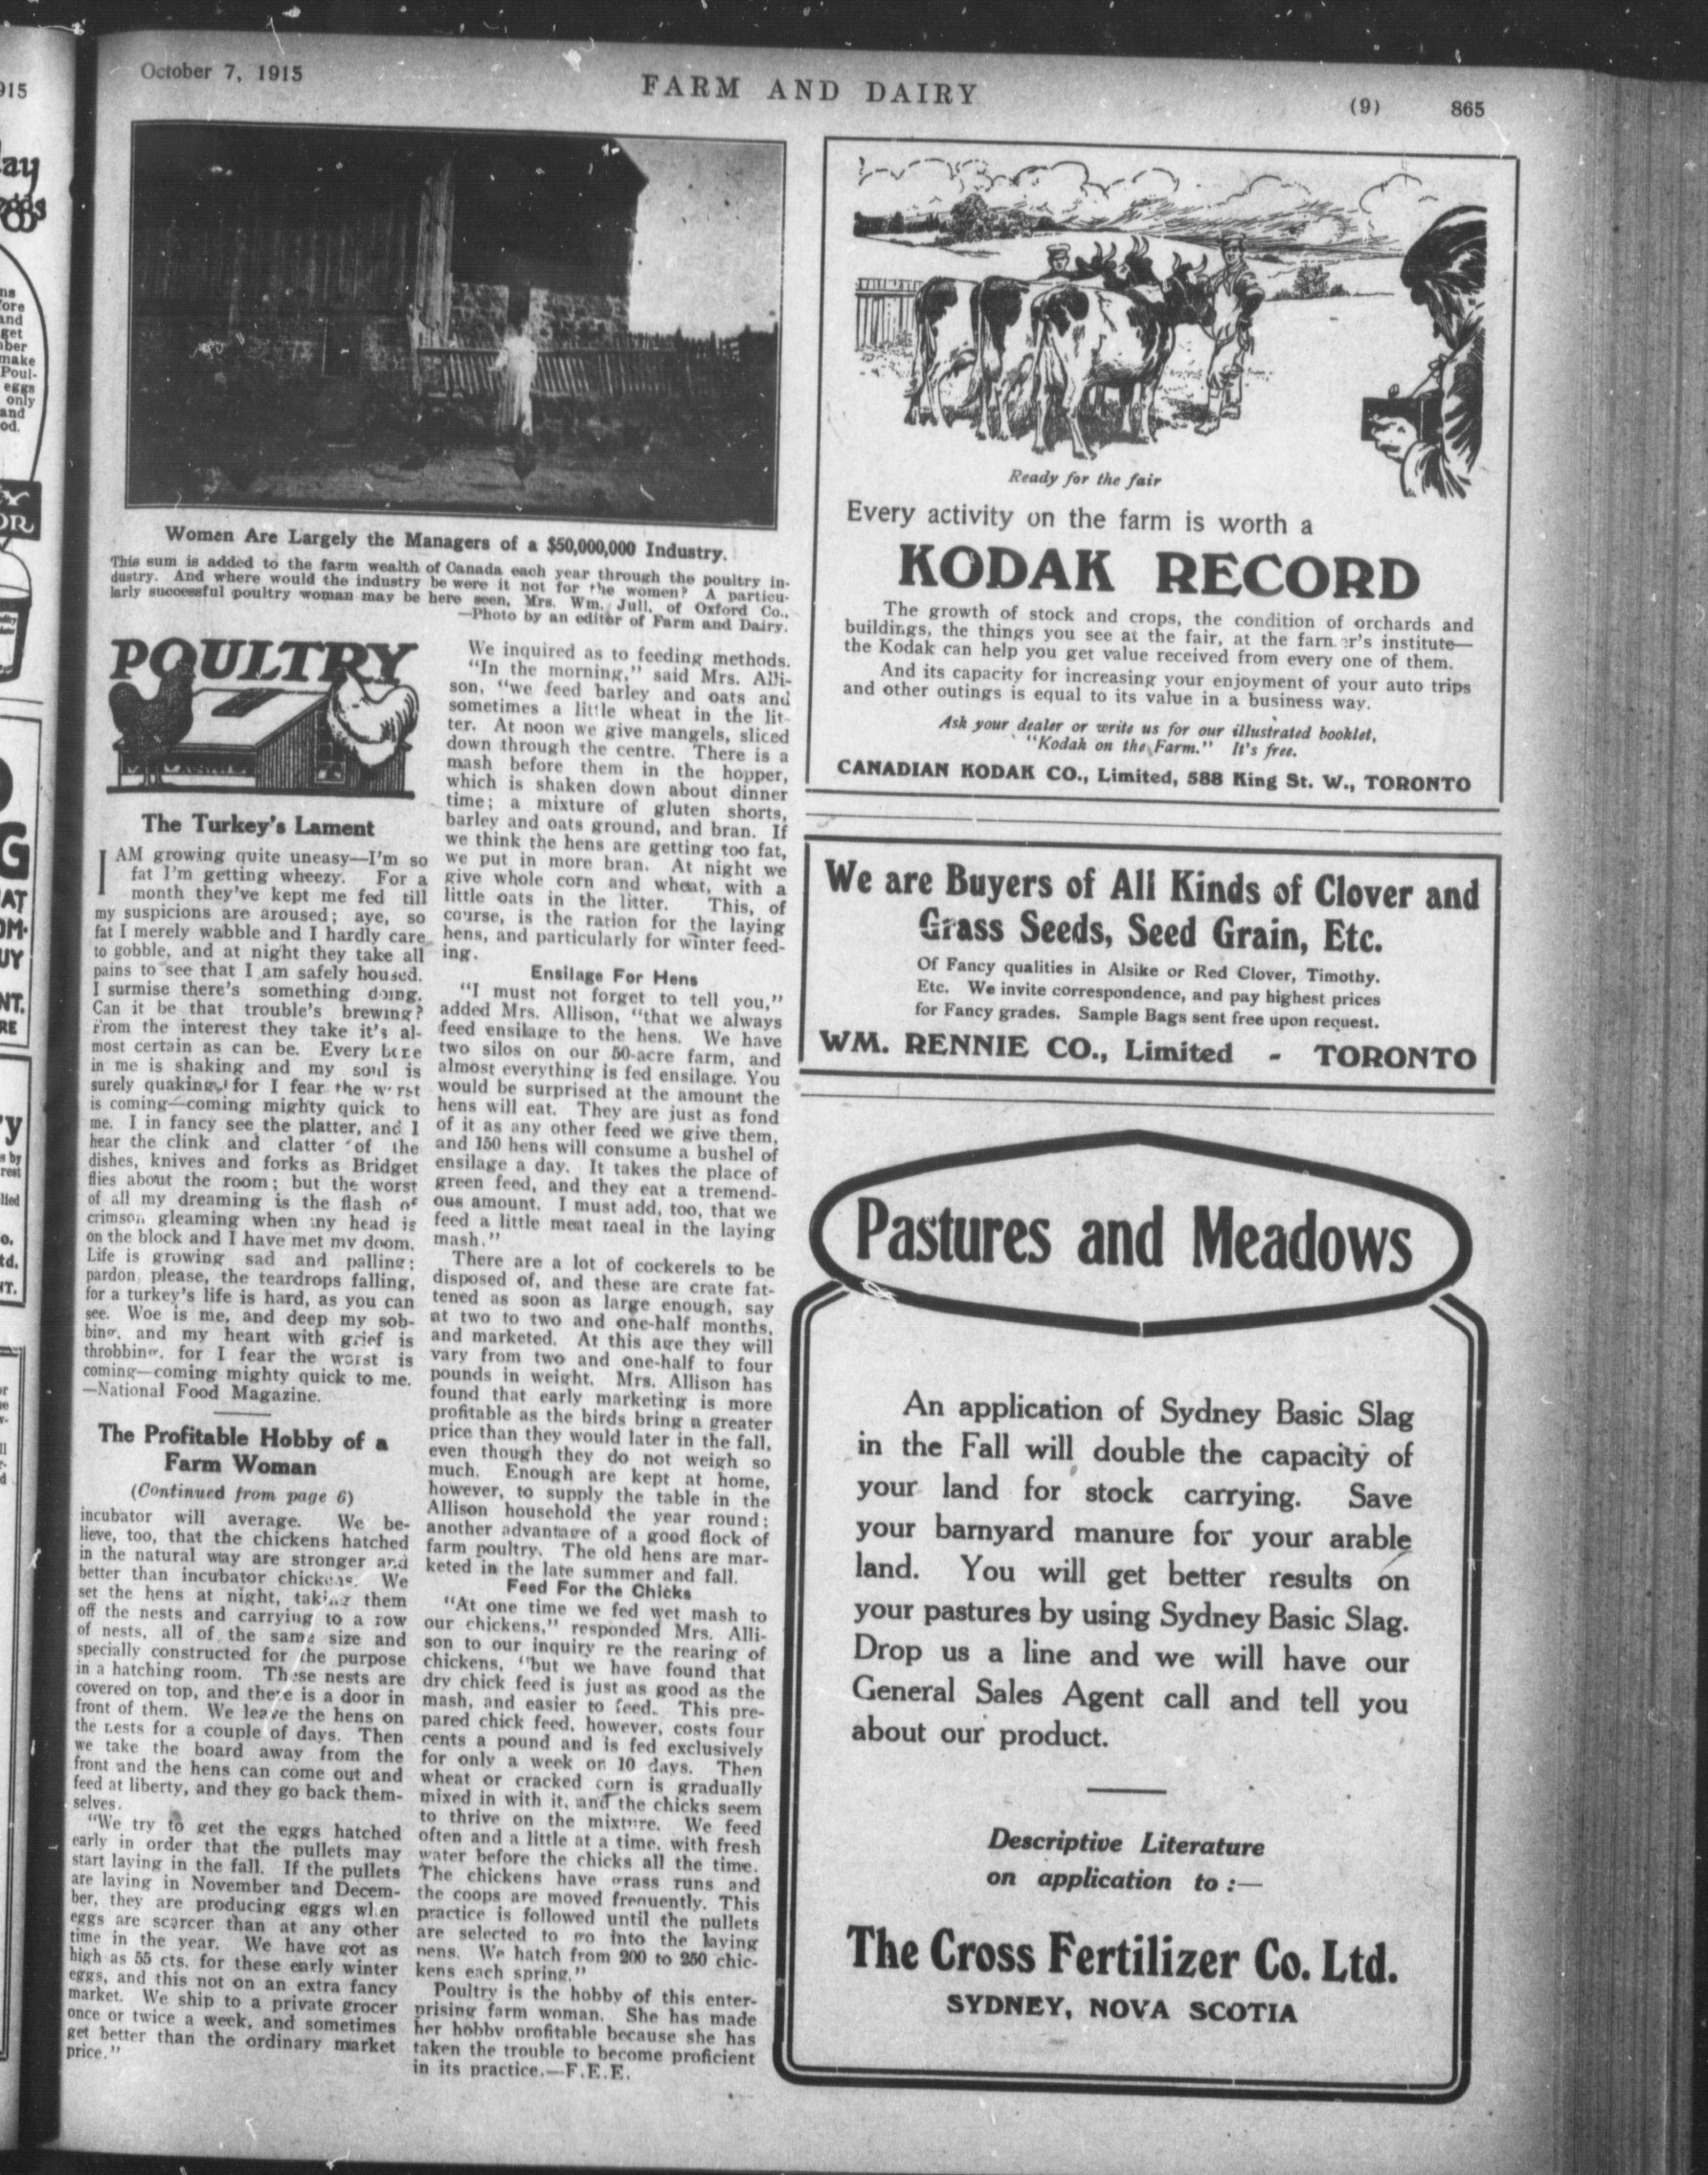 October 7, 1915
FARM AND DAIRY
(9) 865
Women Are Largely the Managers of a $50,000,000 Industry.
This sum is added to the farm wealth of Canada each year through the poultry in-
dustry. And where would the industry be were it not for the women? A particu-
larly successful poultry woman may be here seen, Mrs. Wm. Jull, of Oxford Co.,
—Photo by an editor of Farm and Dairy.
POULTRY
The Turkey's Lament
I AM growing quite uneasy—I'm so
fat I'm getting wheezy. For a
month they've kept me fed till
my suspicions are aroused; aye, so
fat I merely wabble and I hardly care
to gobble, and at night they take all
pains to see that I am safely housed.
I surmise there's something doing.
Can it be that trouble's brewing?
From the interest they take it's al-
most certain as can be. Every bone
in me is shaking and my soul is
surely quaking, for I fear the worst
is coming—coming mighty quick to
me. I in fancy see the platter, and I
hear the clink and clatter of the
dishes, knives and forks as Bridget
flies about the room; but the worst
of all my dreaming is the flash of
crimson gleaming when my head is
on the block and I have met my doom.
Life is growing sad and palling;
pardon, please, the teardrops falling,
for a turkey's life is hard, as you can
see. Woe is me, and deep my sob-
bing, and my heart with grief is
throbbing, for I fear the worst is
coming—coming mighty quick to me.
—National Food Magazine.
The Profitable Hobby of a
Farm Woman
(Continued from page 6)
incubator will average. We be-
lieve, too, that the chickens hatched
in the natural way are stronger and
better than incubator chickens. We
set the hens at night, taking them
off the nests and carrying to a row
of nests, all of the same size and
specially constructed for the purpose
in a hatching room. These nests are
covered on top, and there is a door in
front of them. We leave the hens on
the nests for a couple of days. Then
we take the board away from the
front and the hens can come out and
feed at liberty, and they go back them-
selves.
"We try to get the eggs hatched
early in order that the pullets may
start laying in the fall. If the pullets
are laying in November and Decem-
ber, they are producing eggs when
eggs are scarcer than at any other
time in the year. We have got as
high as 55 cts. for these early winter
eggs, and this not on an extra fancy
market. We ship to a private grocer
once or twice a week, and sometimes
get better than the ordinary market
price."
We inquired as to feeding methods.
"In the morning," said Mrs. Alli-
son, "we feed barley and oats and
sometimes a little wheat in the lit-
ter. At noon we give mangels, sliced
down through the centre. There is a
mash before them in the hopper,
which is shaken down about dinner
time; a mixture of gluten shorts,
barley and oats ground, and bran. If
we think the hens are getting too fat,
we put in more bran. At night we
give whole corn and wheat, with a
little oats in the litter. This, of
course, is the ration for the laying
hens, and particularly for winter feed-
ing.
Ensilage For Hens
"I must not forget to tell you,"
added Mrs. Allison, "that we always
feed ensilage to the hens. We have
two silos on our 50-acre farm, and
almost everything is fed ensilage. You
would be surprised at the amount the
hens will eat. They are just as fond
of it as any other feed we give them,
and 150 hens will consume a bushel of
ensilage a day. It takes the place of
green feed, and they eat a tremend-
ous amount. I must add, too, that we
feed a little meat meal in the laying
mash."
There are a lot of cockerels to be
disposed of, and these are crate fat-
tened as soon as large enough, say
at two to two and one-half months,
and marketed. At this age they will
vary from two and one-half to four
pounds in weight. Mrs. Allison has
found that early marketing is more
profitable as the birds bring a greater
price than they would later in the fall,
even though they do not weigh so
much. Enough are kept at home,
however, to supply the table in the
Allison household the year round;
another advantage of a good flock of
farm poultry. The old hens are mar-
keted in the late summer and fall.
Feed For the Chicks
"At one time we fed wet mash to
our chickens," responded Mrs. Alli-
son to our inquiry re the rearing of
chickens, "but we have found that
dry chick feed is just as good as the
mash, and easier to feed. This pre-
pared chick feed, however, costs four
cents a pound and is fed exclusively
for only a week or 10 days. Then
wheat or cracked corn is gradually
mixed in with it, and the chicks seem
to thrive on the mixture. We feed
often and a little at a time, with fresh
water before the chicks all the time.
The chickens have grass runs and
the coops are moved frequently. This
practice is followed until the pullets
are selected to go into the laying
pens. We hatch from 200 to 250 chic-
kens each spring."
Poultry is the hobby of this enter-
prising farm woman. She has made
her hobby profitable because she has
taken the trouble to become proficient
in its practice.—F.E.E.
Ready for the fair
Every activity on the farm is worth a
KODAK RECORD
The growth of stock and crops, the condition of orchards and
buildings, the things you see at the fair, at the farmer's institute—
the Kodak can help you get value received from every one of them.
And its capacity for increasing your enjoyment of your auto trips
and other outings is equal to its value in a business way.
Ask your dealer or write us for our illustrated booklet,
"Kodak on the Farm." It's free.
CANADIAN KODAK CO., Limited, 588 King St. W., TORONTO
We are Buyers of All Kinds of Clover and
Grass Seeds, Seed Grain, Etc.
Of Fancy qualities in Alsike or Red Clover, Timothy.
Etc. We invite correspondence, and pay highest prices
for Fancy grades. Sample Bags sent free upon request.
WM. RENNIE CO., Limited - TORONTO
Pastures and Meadows
An application of Sydney Basic Slag
in the Fall will double the capacity of
your land for stock carrying. Save
your barnyard manure for your arable
land. You will get better results on
your pastures by using Sydney Basic Slag.
Drop us a line and we will have our
General Sales Agent call and tell you
about our product.
Descriptive Literature
on application to :—
The Cross Fertilizer Co. Ltd.
SYDNEY, NOVA SCOTIA